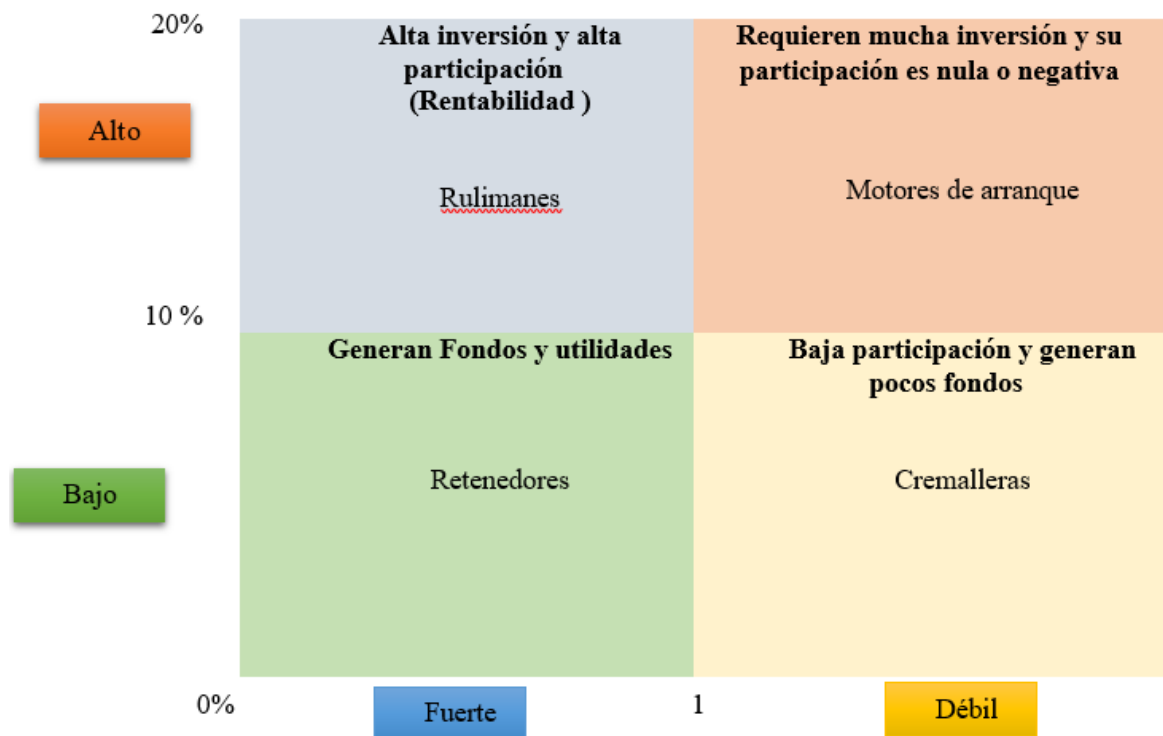 20%
Alta inversión y alta
participación
(Rentabilidad )
Requieren mucha inversión y su
participación es nula o negativa
Alto
Rulimanes
Motores de arranque
10 %
Generan Fondos y utilidades
Baja participación y generan
pocos fondos
Bajo
Retenedores
Cremalleras
0%
Fuerte
1
Débil